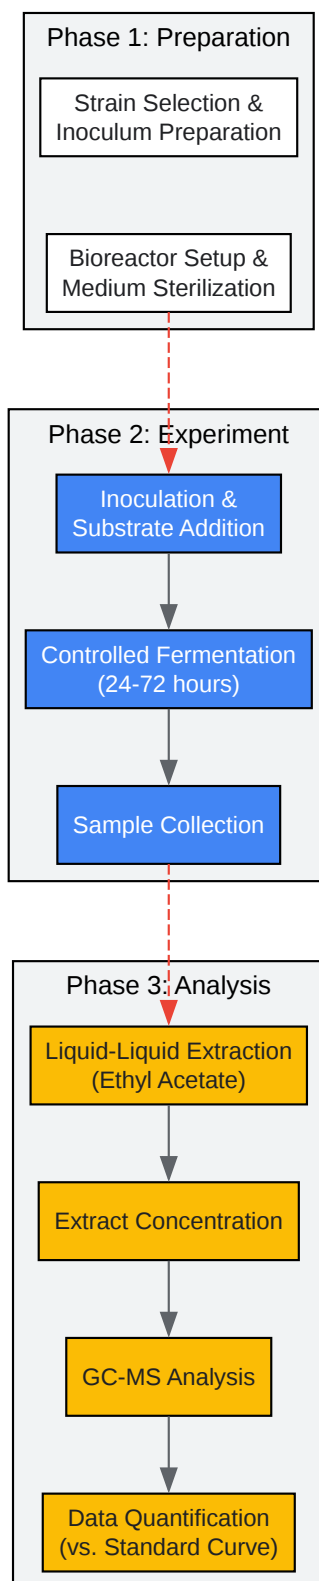 Phase 1: Preparation
Strain Selection &
Inoculum Preparation
Bioreactor Setup &
Medium Sterilization
Phase 2: Experiment
Inoculation &
Substrate Addition
Controlled Fermentation
(24-72 hours)
Sample Collection
Phase 3: Analysis
Liquid-Liquid Extraction
(Ethyl Acetate)
Extract Concentration
GC-MS Analysis
Data Quantification
(vs. Standard Curve)